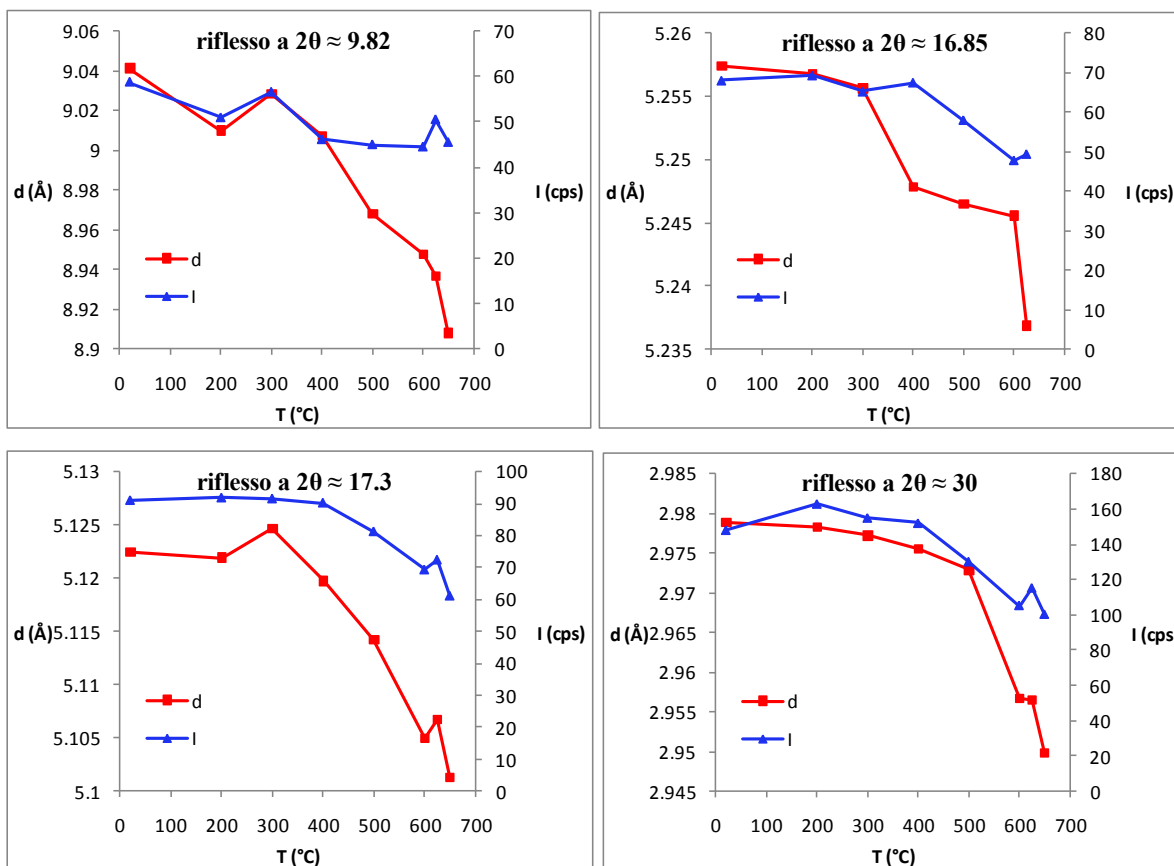 riflesso a 2θ ≈ 9.82
9.06
9.04
9.02
9
8.98
8.96
8.94
8.92
8.9
d (Å)
70
60
50
40
30
20
10
0
I (cps)
d
I
0 100 200 300 400 500 600 700
T (°C)
riflesso a 2θ ≈ 16.85
5.26
5.255
5.25
5.245
5.24
5.235
d (Å)
80
70
60
50
40
30
20
10
0
I (cps)
d
I
0 100 200 300 400 500 600 700
T (°C)
riflesso a 2θ ≈ 17.3
5.13
5.125
5.12
5.115
5.11
5.105
5.1
d (Å)
100
90
80
70
60
50
40
30
20
10
0
I (cps)
d
I
0 100 200 300 400 500 600 700
T (°C)
riflesso a 2θ ≈ 30
2.985
2.98
2.975
2.97
2.965
2.96
2.955
2.95
2.945
d (Å)
180
160
140
120
100
80
60
40
20
0
I (cps)
d
I
0 100 200 300 400 500 600 700
T (°C)